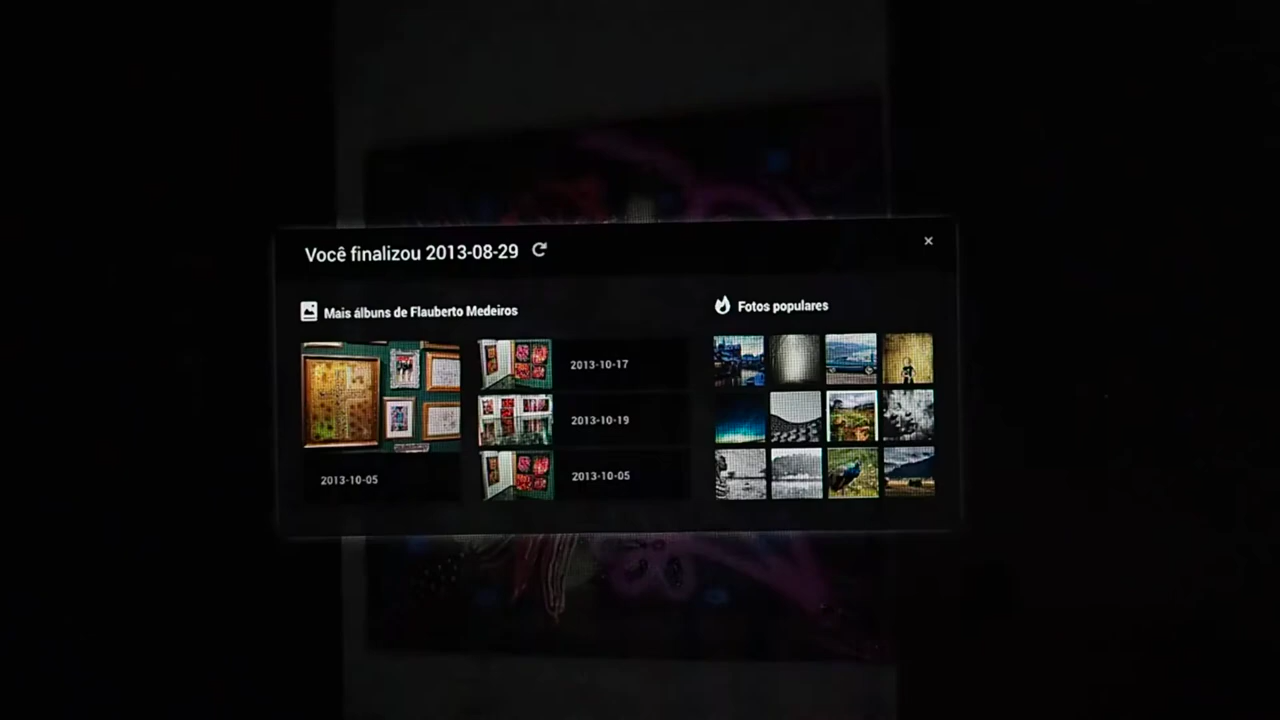 Você finalizou 2013-08-29
×
Mais álbuns de Flauberto Medeiros
2013-10-05
2013-10-17
2013-10-19
2013-10-05
Fotos populares